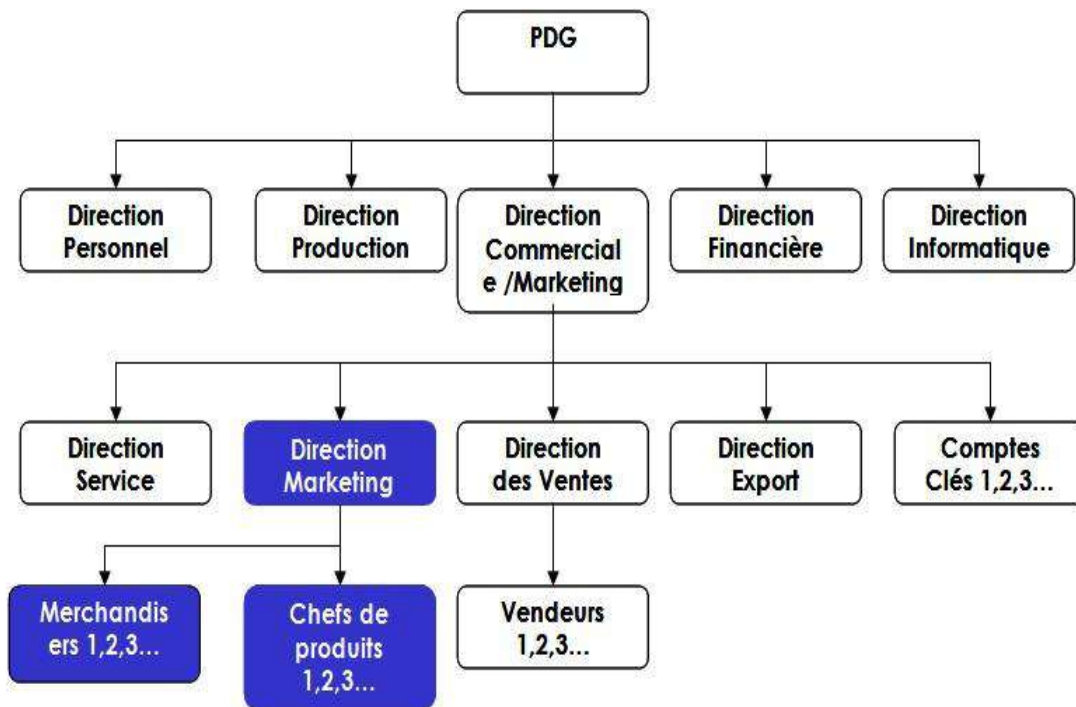 PDG
Direction
Personnel
Direction
Production
Direction
Commercial
e /Marketing
Direction
Financière
Direction
Informatique
Direction
Service
Direction
Marketing
Direction
des Ventes
Direction
Export
Comptes
Clés 1,2,3...
Merchandis
ers 1,2,3...
Chefs de
produits
1,2,3...
Vendeurs
1,2,3...